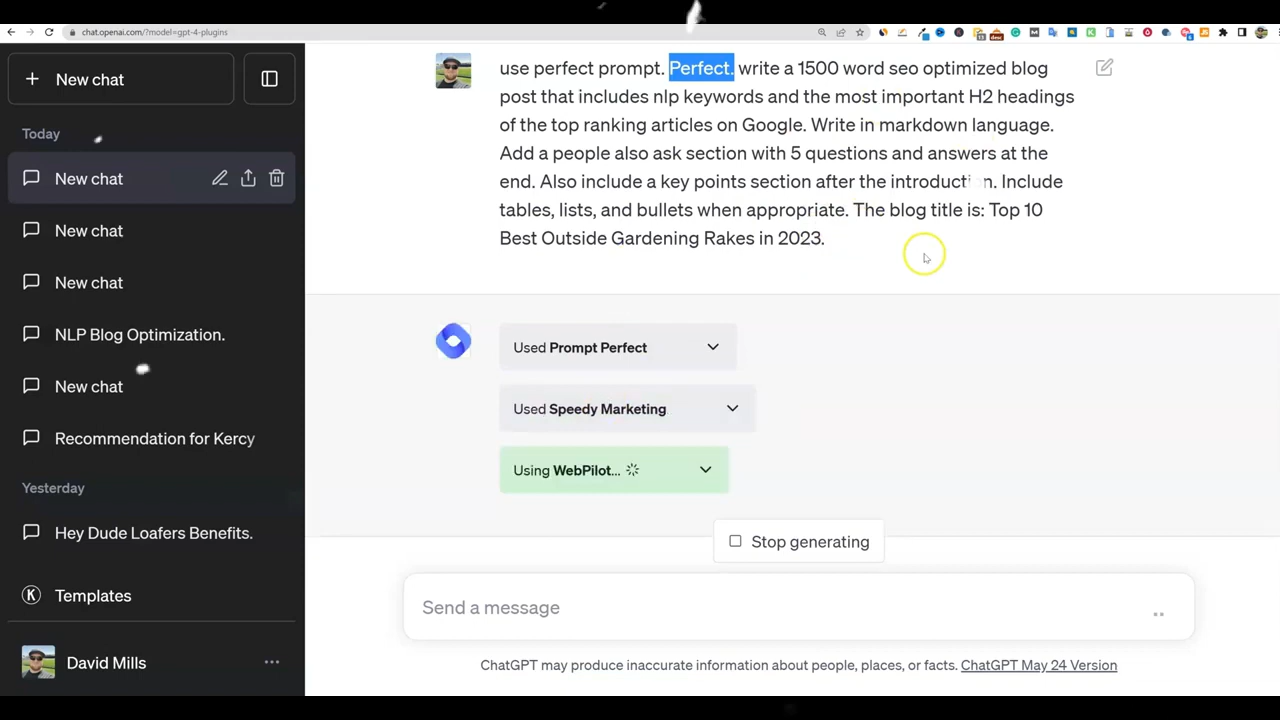 chat.openai.com/?model=gpt-4-plugins
New chat
Today
New chat
New chat
New chat
NLP Blog Optimization.
New chat
Recommendation for Kercy
Yesterday
Hey Dude Loafers Benefits.
K Templates
David Mills
use perfect prompt. Perfect. write a 1500 word seo optimized blog
post that includes nlp keywords and the most important H2 headings
of the top ranking articles on Google. Write in markdown language.
Add a people also ask section with 5 questions and answers at the
end. Also include a key points section after the introduction. Include
tables, lists, and bullets when appropriate. The blog title is: Top 10
Best Outside Gardening Rakes in 2023.
Used Prompt Perfect
Used Speedy Marketing
Using WebPilot...
Stop generating
Send a message
ChatGPT may produce inaccurate information about people, places, or facts. ChatGPT May 24 Version